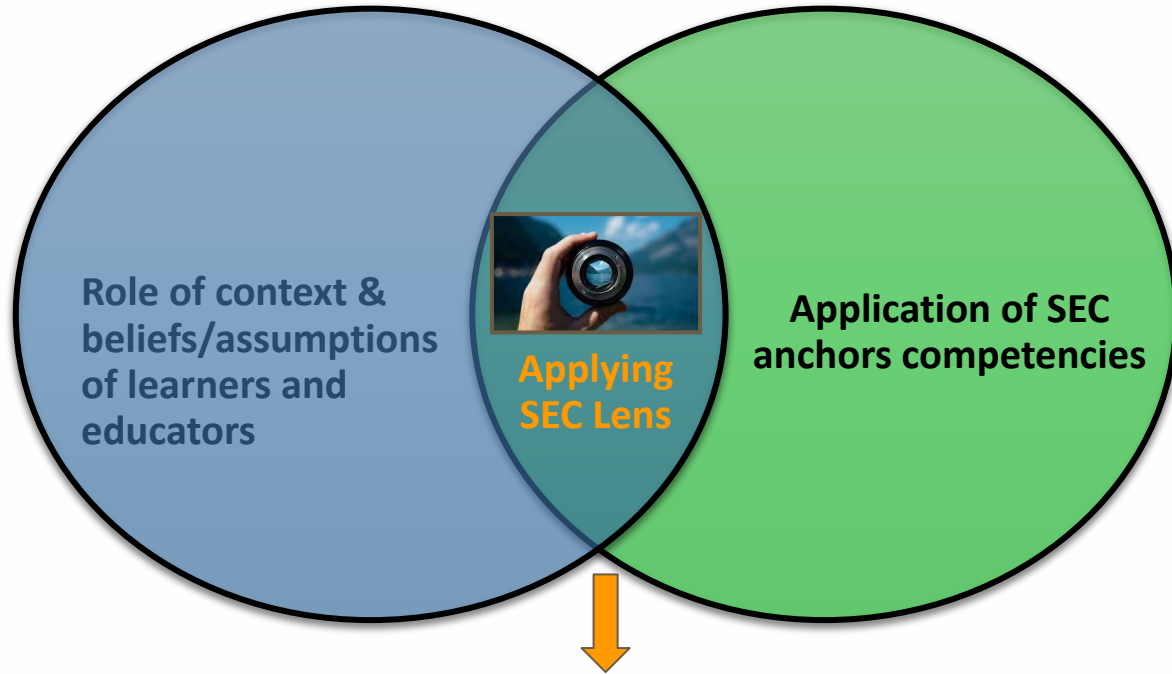 Role of context &
beliefs/assumptions
of learners and
educators
Applying
SEC Lens
Application of SEC
anchors competencies